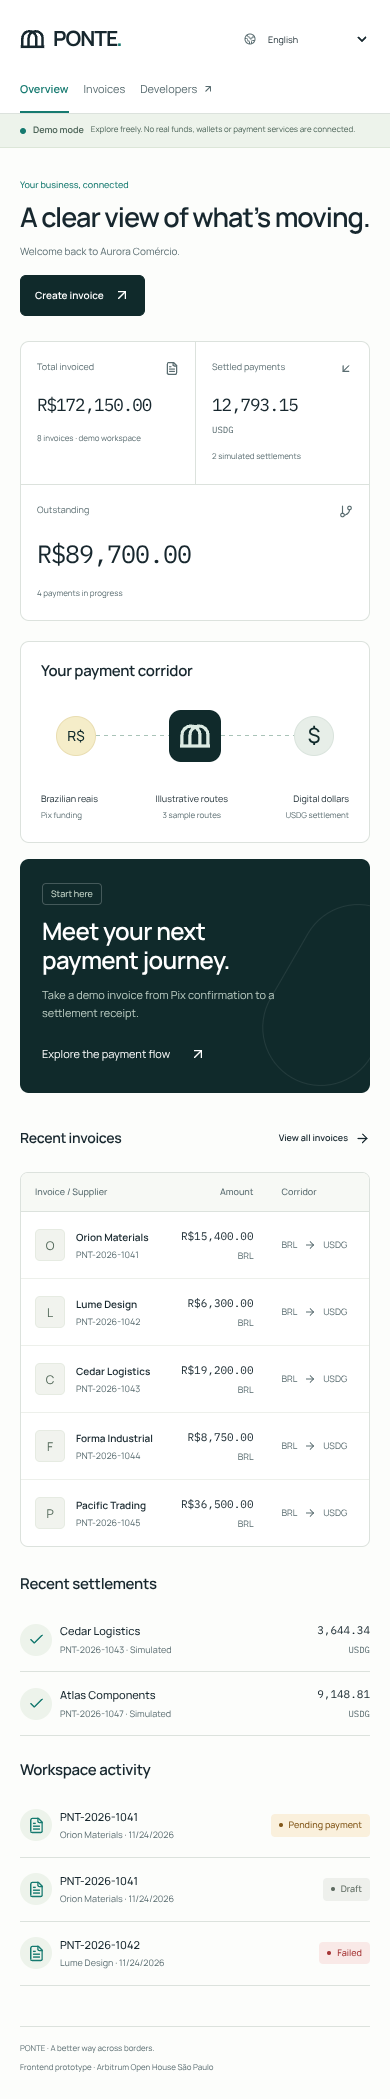 PONTE.
English
Overview Invoices Developers
Demo mode Explore freely. No real funds, wallets or payment services are connected.
Your business, connected
A clear view of what's moving.
Welcome back to Aurora Comércio.
Create invoice
Total invoiced
R$172,150.00
8 invoices · demo workspace
Settled payments
12,793.15
USDG
2 simulated settlements
Outstanding
R$89,700.00
4 payments in progress
Your payment corridor
R$
$
Brazilian reais
Pix funding
Illustrative routes
3 sample routes
Digital dollars
USDG settlement
Start here
Meet your next
payment journey.
Take a demo invoice from Pix confirmation to a
settlement receipt.
Explore the payment flow
Recent invoices
View all invoices
Invoice / Supplier Amount Corridor
O
Orion Materials
PNT-2026-1041
R$15,400.00
BRL
BRL → USDG
L
Lume Design
PNT-2026-1042
R$6,300.00
BRL
BRL → USDG
C
Cedar Logistics
PNT-2026-1043
R$19,200.00
BRL
BRL → USDG
F
Forma Industrial
PNT-2026-1044
R$8,750.00
BRL
BRL → USDG
P
Pacific Trading
PNT-2026-1045
R$36,500.00
BRL
BRL → USDG
Recent settlements
Cedar Logistics
PNT-2026-1043 · Simulated
3,644.34
USDG
Atlas Components
PNT-2026-1047 · Simulated
9,148.81
USDG
Workspace activity
PNT-2026-1041
Orion Materials · 11/24/2026
Pending payment
PNT-2026-1041
Orion Materials · 11/24/2026
Draft
PNT-2026-1042
Lume Design · 11/24/2026
Failed
PONTE · A better way across borders.
Frontend prototype · Arbitrum Open House São Paulo